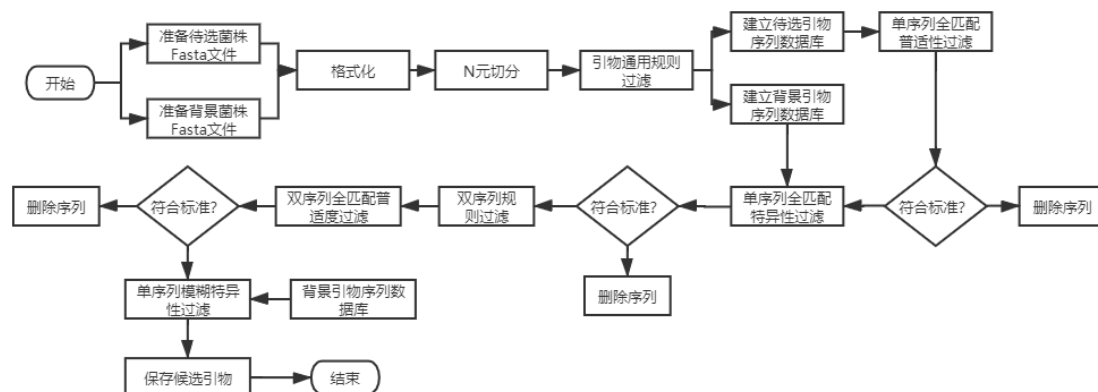 准备待选菌株
Fasta文件
开始
准备背景菌株
Fasta文件
格式化
N元切分
引物通用规则
过滤
建立待选引物
序列数据库
建立背景引物
序列数据库
单序列全匹配
普适性过滤
删除序列
符合标准?
双序列全匹配普
适度过滤
双序列规
则过滤
符合标准?
单序列全匹配
特异性过滤
符合标准?
删除序列
删除序列
单序列模糊特异
性过滤
背景引物序列数
据库
保存候选引物
结束